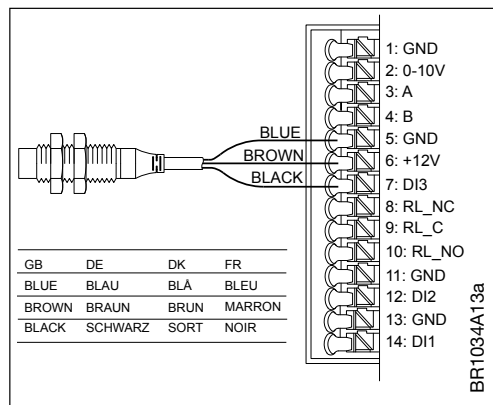 1: GND
2: 0-10V
3: A
4: B
BLUE
5: GND
BROWN
6: +12V
BLACK
7: DI3
8: RL_NC
9: RL_C
10: RL_NO
11: GND
12: DI2
13: GND
14: DI1
GB DE DK FR
BLUE BLAU BLÅ BLEU
BROWN BRAUN BRUN MARRON
BLACK SCHWARZ SORT NOIR
BR1034A13a